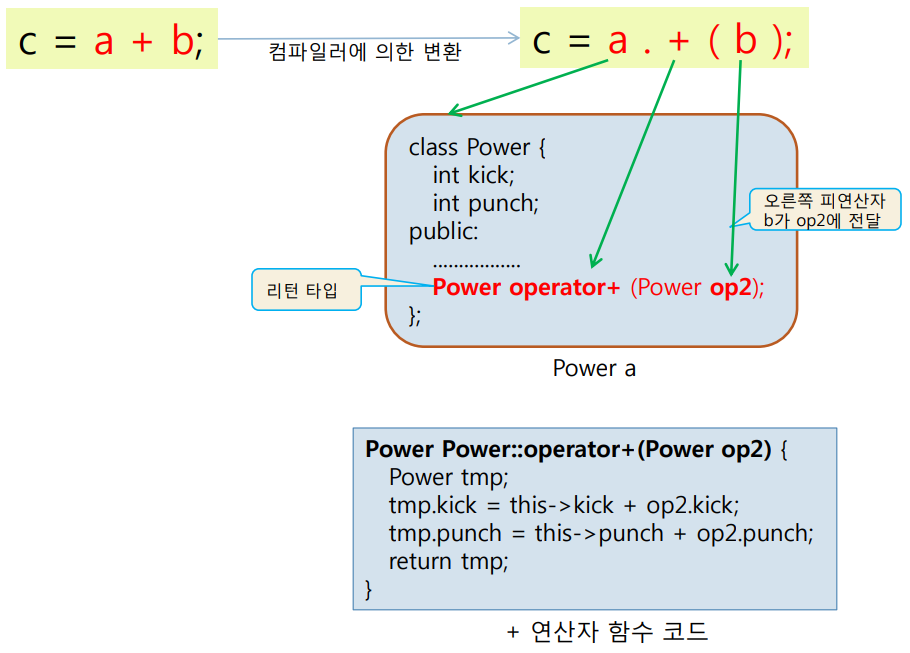 c = a + b;
컴파일러에 의한 변환
c = a . + ( b );
class Power {
int kick;
int punch;
public:
................
Power operator+ (Power op2);
};
오른쪽 피연산자
b가 op2에 전달
리턴 타입
Power a
Power Power::operator+(Power op2) {
Power tmp;
tmp.kick = this->kick + op2.kick;
tmp.punch = this->punch + op2.punch;
return tmp;
}
+ 연산자 함수 코드